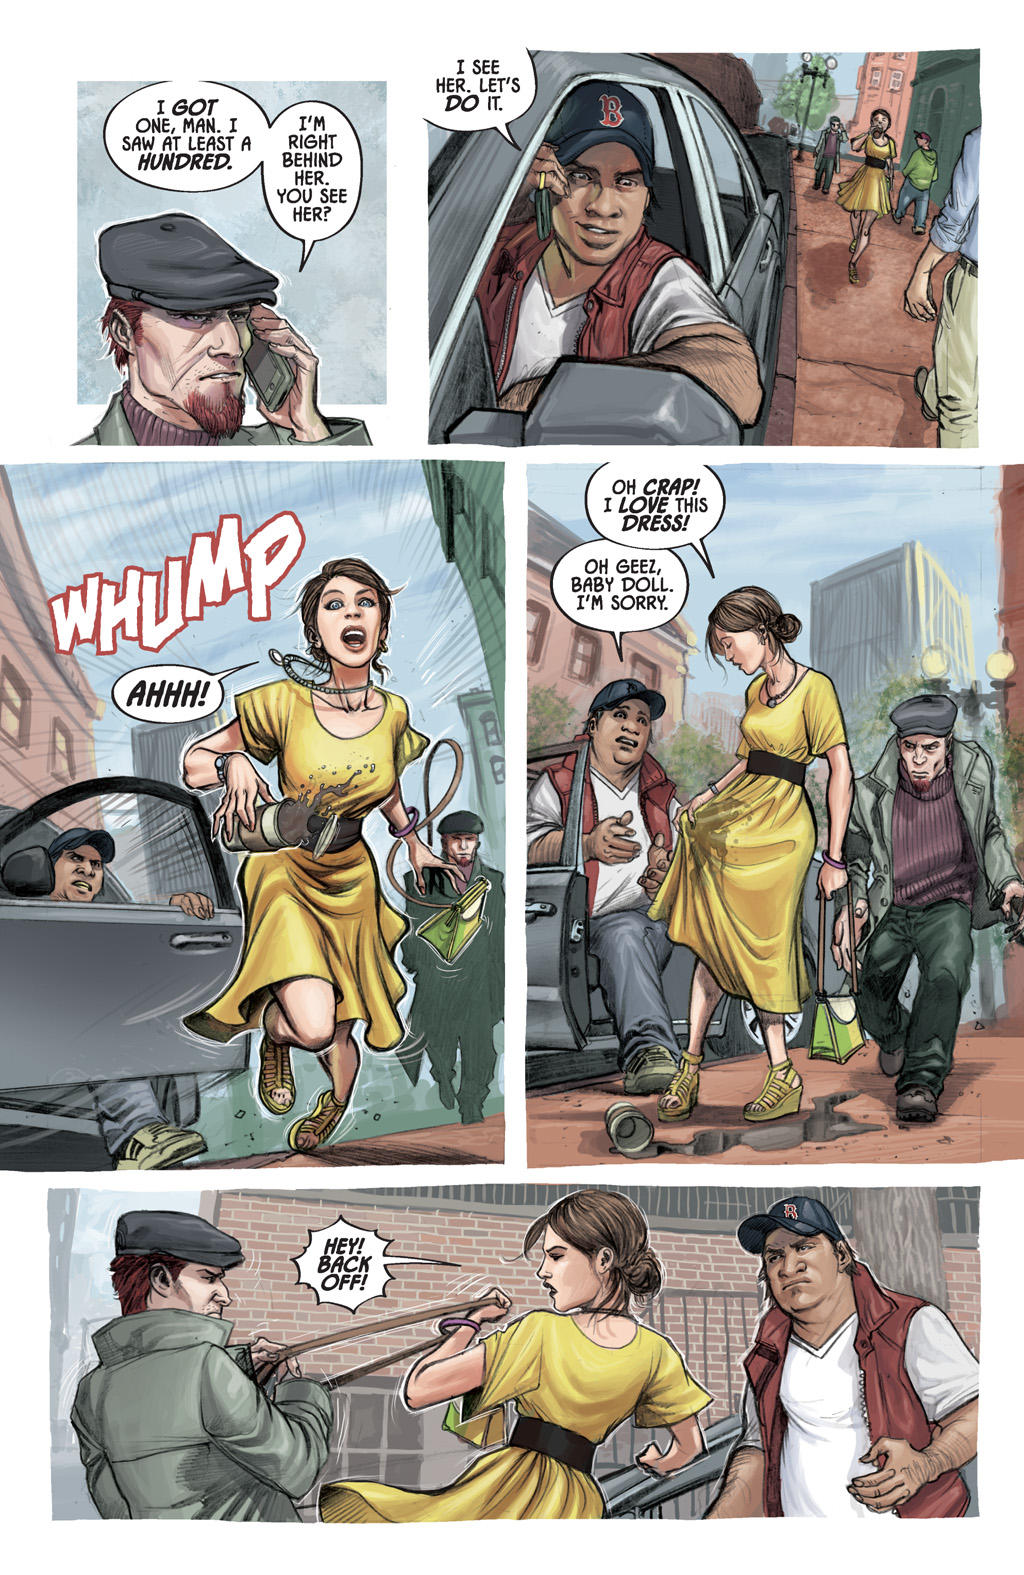 I GOT
ONE, MAN. I
SAW AT LEAST A
HUNDRED.
I'M
RIGHT
BEHIND
HER.
YOU SEE
HER?
I SEE
HER. LET'S
DO IT.
B
WHUMP
AHHH!
OH CRAP!
I LOVE THIS
DRESS!
OH GEEZ,
BABY DOLL.
I'M SORRY.
B
HEY!
BACK
OFF!
B